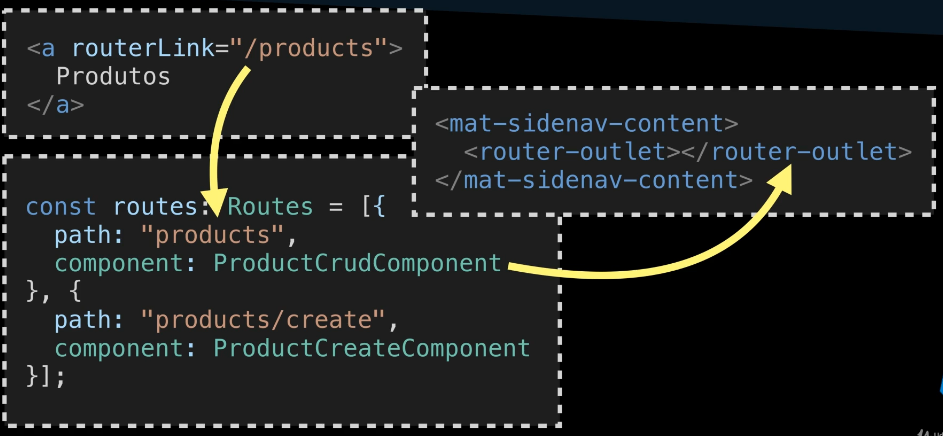 <a routerLink="/products">
  Produtos
</a>
<mat-sidenav-content>
  <router-outlet></router-outlet>
</mat-sidenav-content>
const routes: Routes = [{
  path: "products",
  component: ProductCrudComponent
}, {
  path: "products/create",
  component: ProductCreateComponent
}];